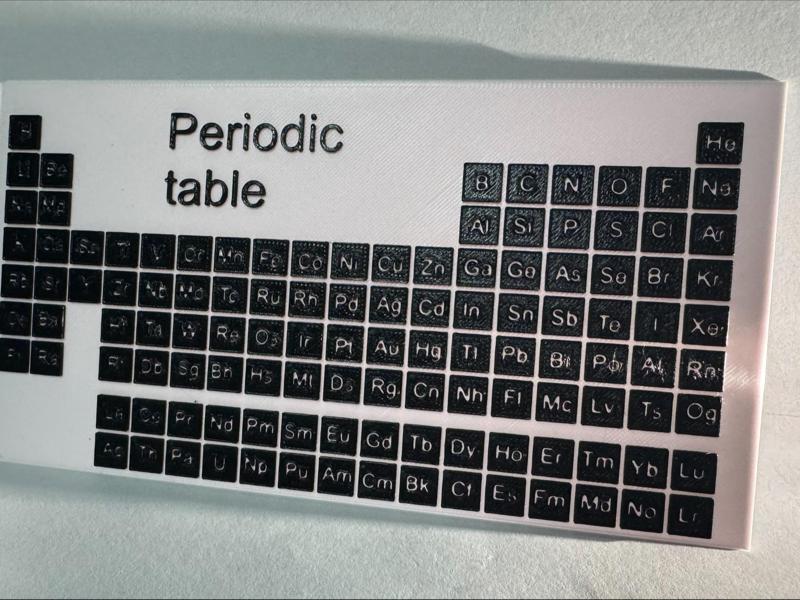 Periodic
table
H He
Li Be B C N O F Ne
Na Mg Al Si P S Cl Ar
K Ca Sc Ti V Cr Mn Fe Co Ni Cu Zn Ga Ge As Se Br Kr
Rb Sr Y Zr Nb Mo Tc Ru Rh Pd Ag Cd In Sn Sb Te I Xe
Cs Ba Hf Ta W Re Os Ir Pt Au Hg Tl Pb Bi Po At Rn
Fr Ra Rf Db Sg Bh Hs Mt Ds Rg Cn Nh Fl Mc Lv Ts Og
La Ce Pr Nd Pm Sm Eu Gd Tb Dy Ho Er Tm Yb Lu
Ac Th Pa U Np Pu Am Cm Bk Cf Es Fm Md No Lr